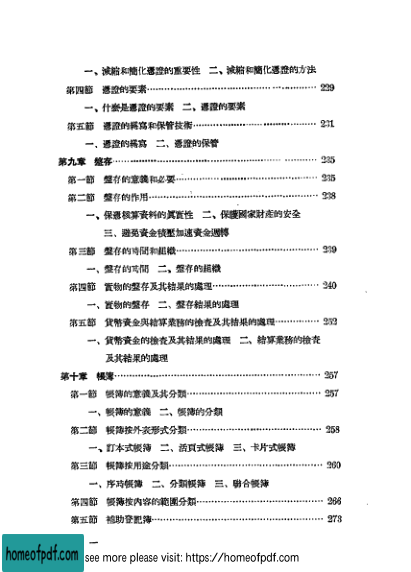 一、減縮和簡化憑證的重要性　二、減縮和簡化憑證的方法
第四節　憑證的要素 229
一、什麼是憑證的要素　二、憑證的要素
第五節　憑證的繕寫和保管技術 231
一、憑證的繕寫　二、憑證的保管
第九章　盤存 235
第一節　盤存的意義和必要 235
第二節　盤存的作用 238
一、保證核算資料的眞實性　二、保護國家財產的安全
三、避免資金積壓加速資金週轉
第三節　盤存的時間和組織 239
一、盤存的時間　二、盤存的組織
第四節　實物的盤存及其結果的處理 240
一、實物的盤存　二、盤存結果的處理
第五節　貨幣資金與結算業務的檢查及其結果的處理 252
一、貨幣資金的檢查及其結果的處理　二、結算業務的檢查
及其結果的處理
第十章　帳簿 257
第一節　帳簿的意義及其分類 257
一、帳簿的意義　二、帳簿的分類
第二節　帳簿按外表形式分類 258
一、訂本式帳簿　二、活頁式帳簿　三、卡片式帳簿
第三節　帳簿按用途分類 260
一、序時帳簿　二、分類帳簿　三、聯合帳簿
第四節　帳簿按內容的範圍分類 266
第五節　補助登記簿 273
一
homeofpdf.com
see more please visit: https://homeofpdf.com